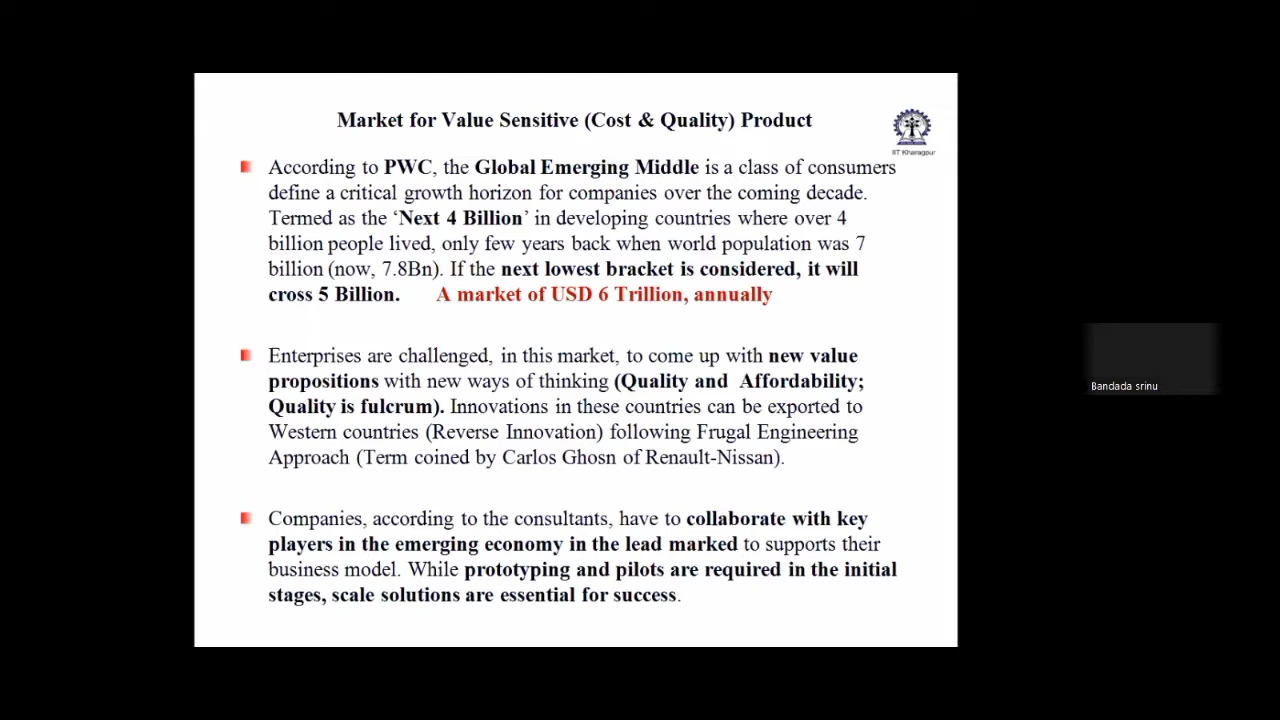 Market for Value Sensitive (Cost & Quality) Product
IIT Kharagpur
According to PWC, the Global Emerging Middle is a class of consumers
define a critical growth horizon for companies over the coming decade.
Termed as the ‘Next 4 Billion’ in developing countries where over 4
billion people lived, only few years back when world population was 7
billion (now, 7.8Bn). If the next lowest bracket is considered, it will
cross 5 Billion. A market of USD 6 Trillion, annually
Enterprises are challenged, in this market, to come up with new value
propositions with new ways of thinking (Quality and Affordability;
Quality is fulcrum). Innovations in these countries can be exported to
Western countries (Reverse Innovation) following Frugal Engineering
Approach (Term coined by Carlos Ghosn of Renault-Nissan).
Companies, according to the consultants, have to collaborate with key
players in the emerging economy in the lead marked to supports their
business model. While prototyping and pilots are required in the initial
stages, scale solutions are essential for success.
Bandada srinu